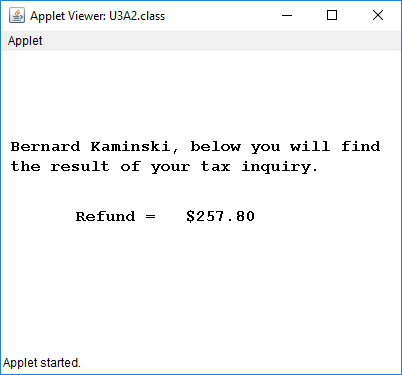 Applet Viewer: U3A2.class
Applet
Bernard Kaminski, below you will find
the result of your tax inquiry.
Refund = $257.80
Applet started.